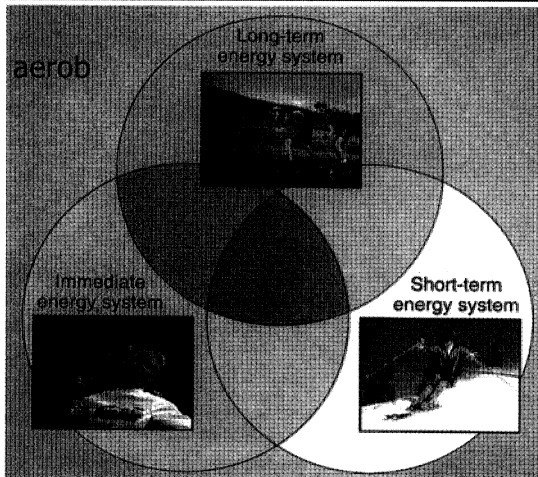 Long-term
energy system
aerob
Immediate
energy system
Short-term
energy system